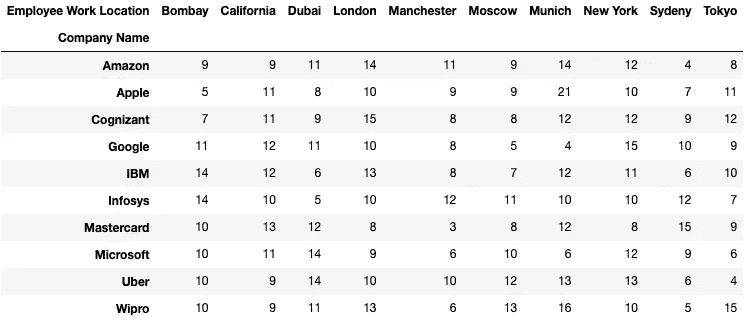 Employee Work Location Bombay California Dubai London Manchester Moscow Munich New York Sydeny Tokyo
Company Name
Amazon 9 9 11 14 11 9 14 12 4 8
Apple 5 11 8 10 9 9 21 10 7 11
Cognizant 7 11 9 15 8 8 12 12 9 12
Google 11 12 11 10 8 5 4 15 10 9
IBM 14 12 6 13 8 7 12 11 6 10
Infosys 14 10 5 10 12 11 10 10 12 7
Mastercard 10 13 12 8 3 8 12 8 15 9
Microsoft 10 11 14 9 6 10 6 12 9 6
Uber 10 9 14 10 10 12 13 13 6 4
Wipro 10 9 11 13 6 13 16 10 5 15